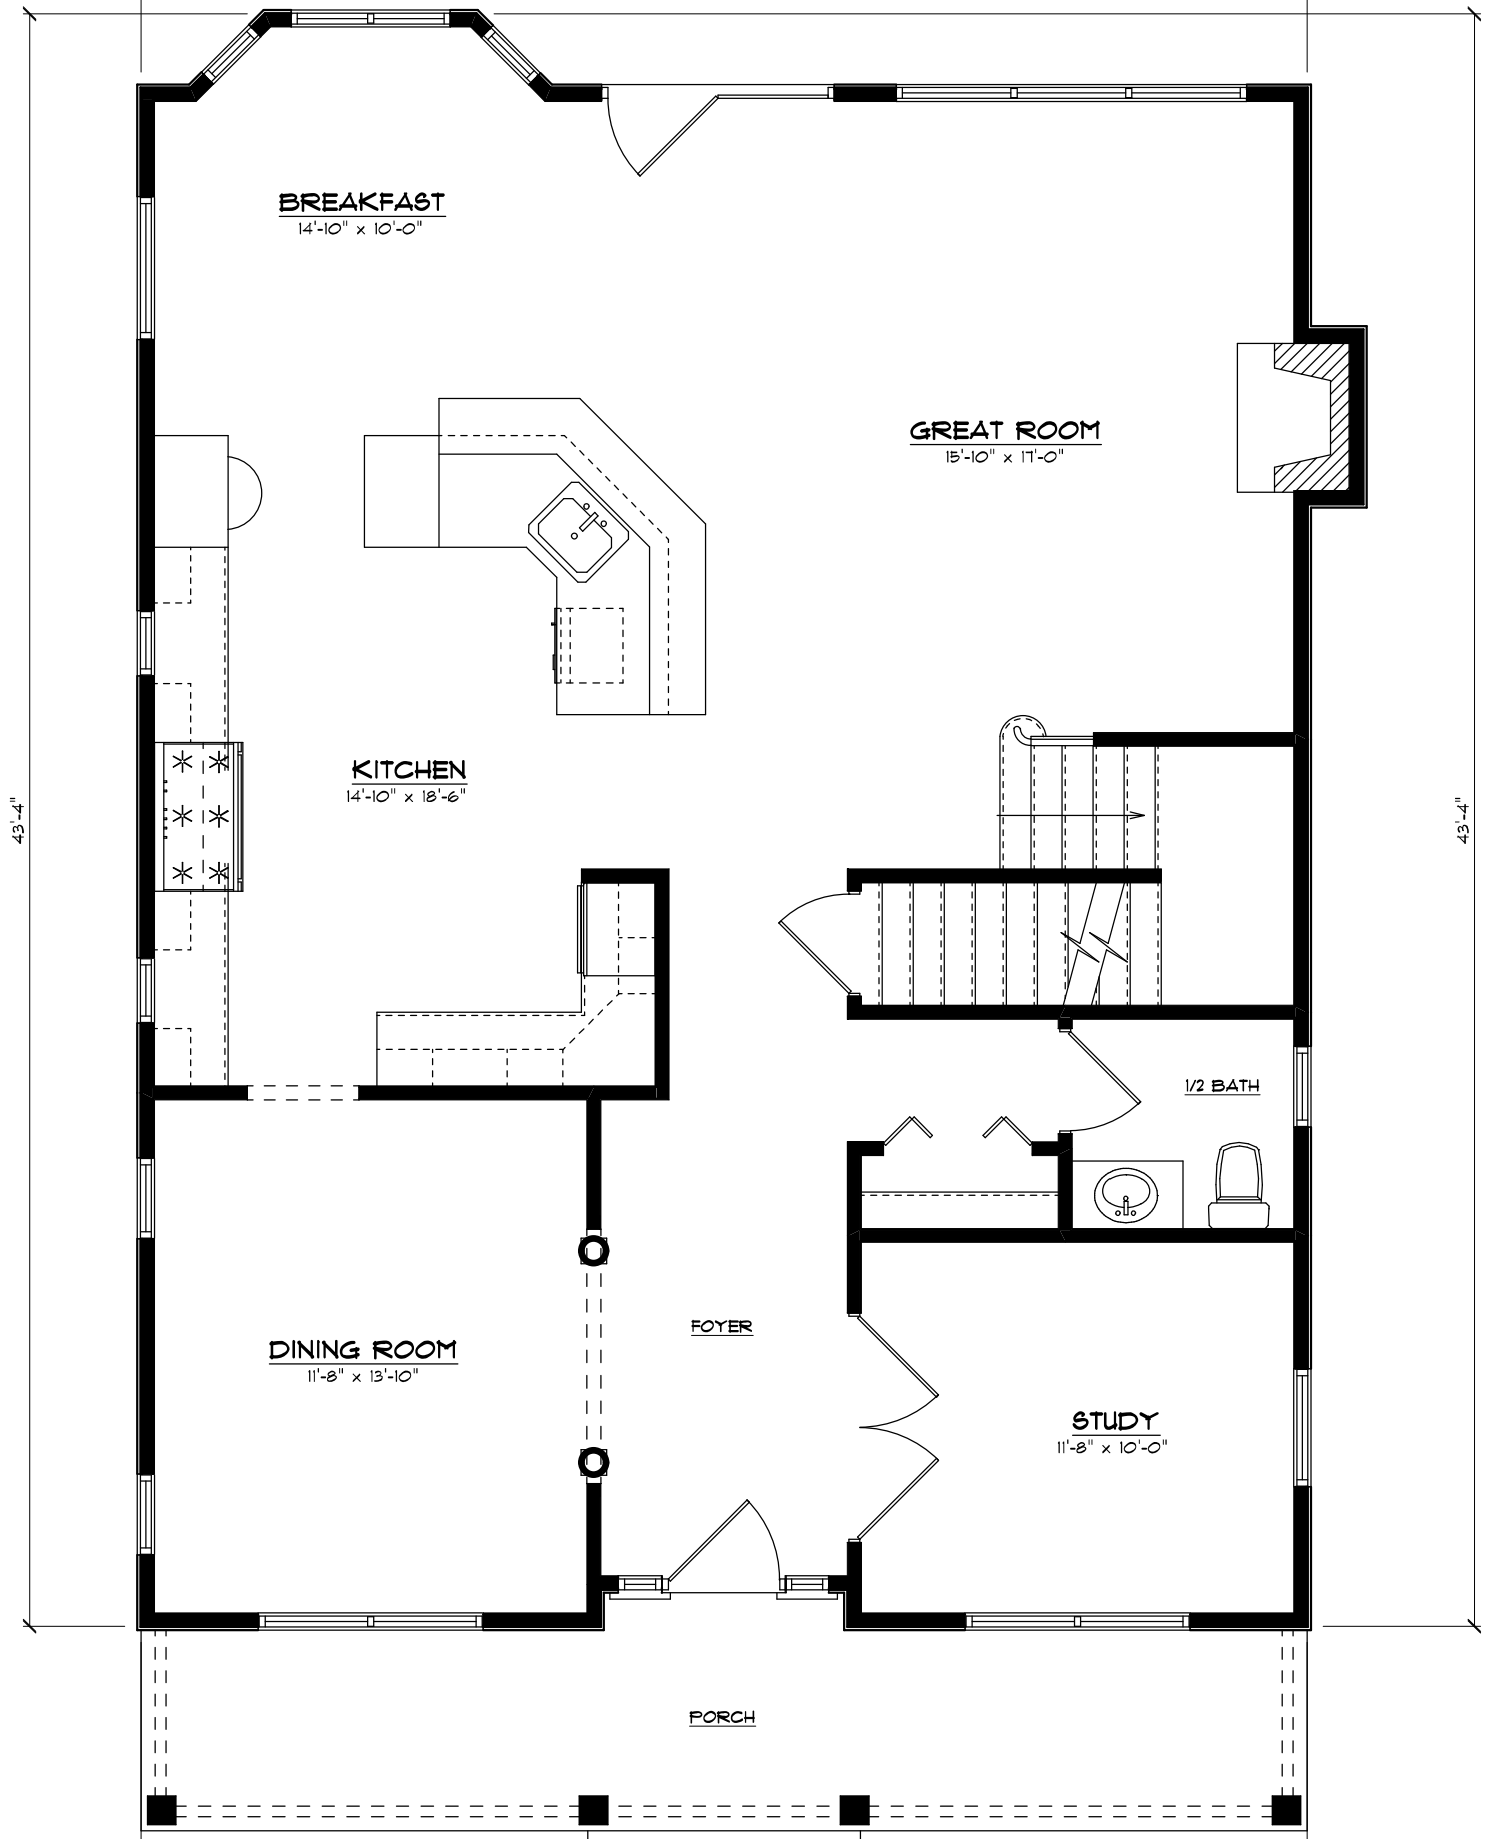 BREAKFAST
14'-10" x 10'-0"
GREAT ROOM
15'-10" x 17'-0"
KITCHEN
14'-10" x 18'-6"
43'-4"
43'-4"
1/2 BATH
FOYER
DINING ROOM
11'-8" x 13'-10"
STUDY
11'-8" x 10'-0"
PORCH